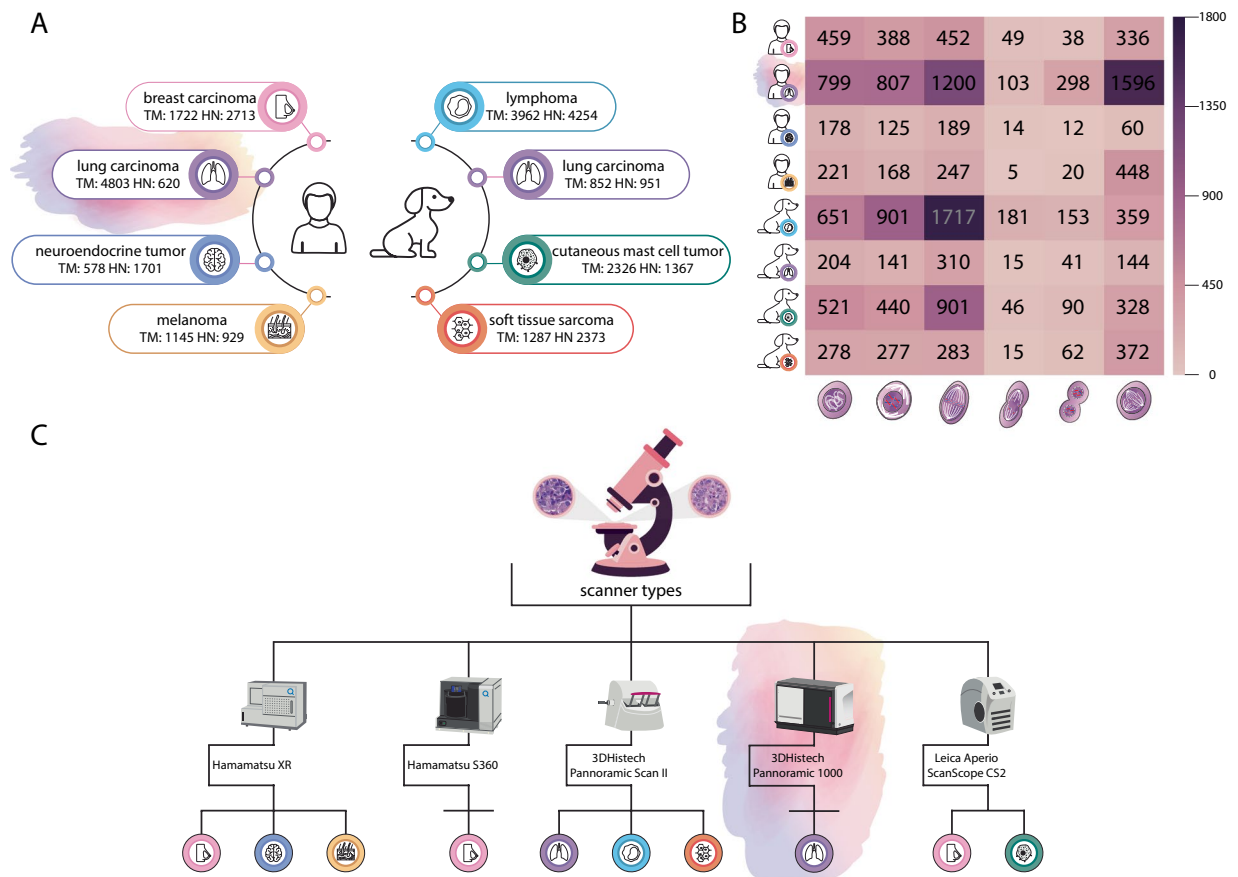 A
breast carcinoma
TM: 1722 HN: 2713
lung carcinoma
TM: 4803 HN: 620
neuroendocrine tumor
TM: 578 HN: 1701
melanoma
TM: 1145 HN: 929
lymphoma
TM: 3962 HN: 4254
lung carcinoma
TM: 852 HN: 951
cutaneous mast cell tumor
TM: 2326 HN: 1367
soft tissue sarcoma
TM: 1287 HN 2373
B
459 388 452 49 38 336
799 807 1200 103 298 1596
178 125 189 14 12 60
221 168 247 5 20 448
651 901 1717 181 153 359
204 141 310 15 41 144
521 440 901 46 90 328
278 277 283 15 62 372
1800
1350
900
450
0
C
scanner types
Hamamatsu XR
Hamamatsu S360
3DHistech
Pannoramic Scan II
3DHistech
Pannoramic 1000
Leica Aperio
ScanScope CS2